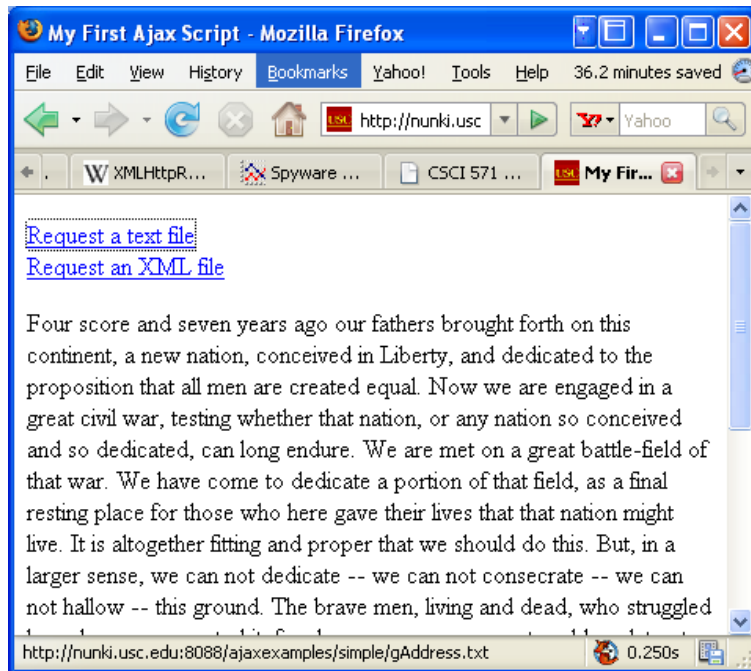 My First Ajax Script - Mozilla Firefox
File Edit View History Bookmarks Yahoo! Tools Help 36.2 minutes saved
USC http://nunki.usc Y! Yahoo
. W XMLHttpR... Spyware ... CSCI 571 ... USC My Fir...
Request a text file
Request an XML file
Four score and seven years ago our fathers brought forth on this
continent, a new nation, conceived in Liberty, and dedicated to the
proposition that all men are created equal. Now we are engaged in a
great civil war, testing whether that nation, or any nation so conceived
and so dedicated, can long endure. We are met on a great battle-field of
that war. We have come to dedicate a portion of that field, as a final
resting place for those who here gave their lives that that nation might
live. It is altogether fitting and proper that we should do this. But, in a
larger sense, we can not dedicate -- we can not consecrate -- we can
not hallow -- this ground. The brave men, living and dead, who struggled
http://nunki.usc.edu:8088/ajaxexamples/simple/gAddress.txt 0.250s